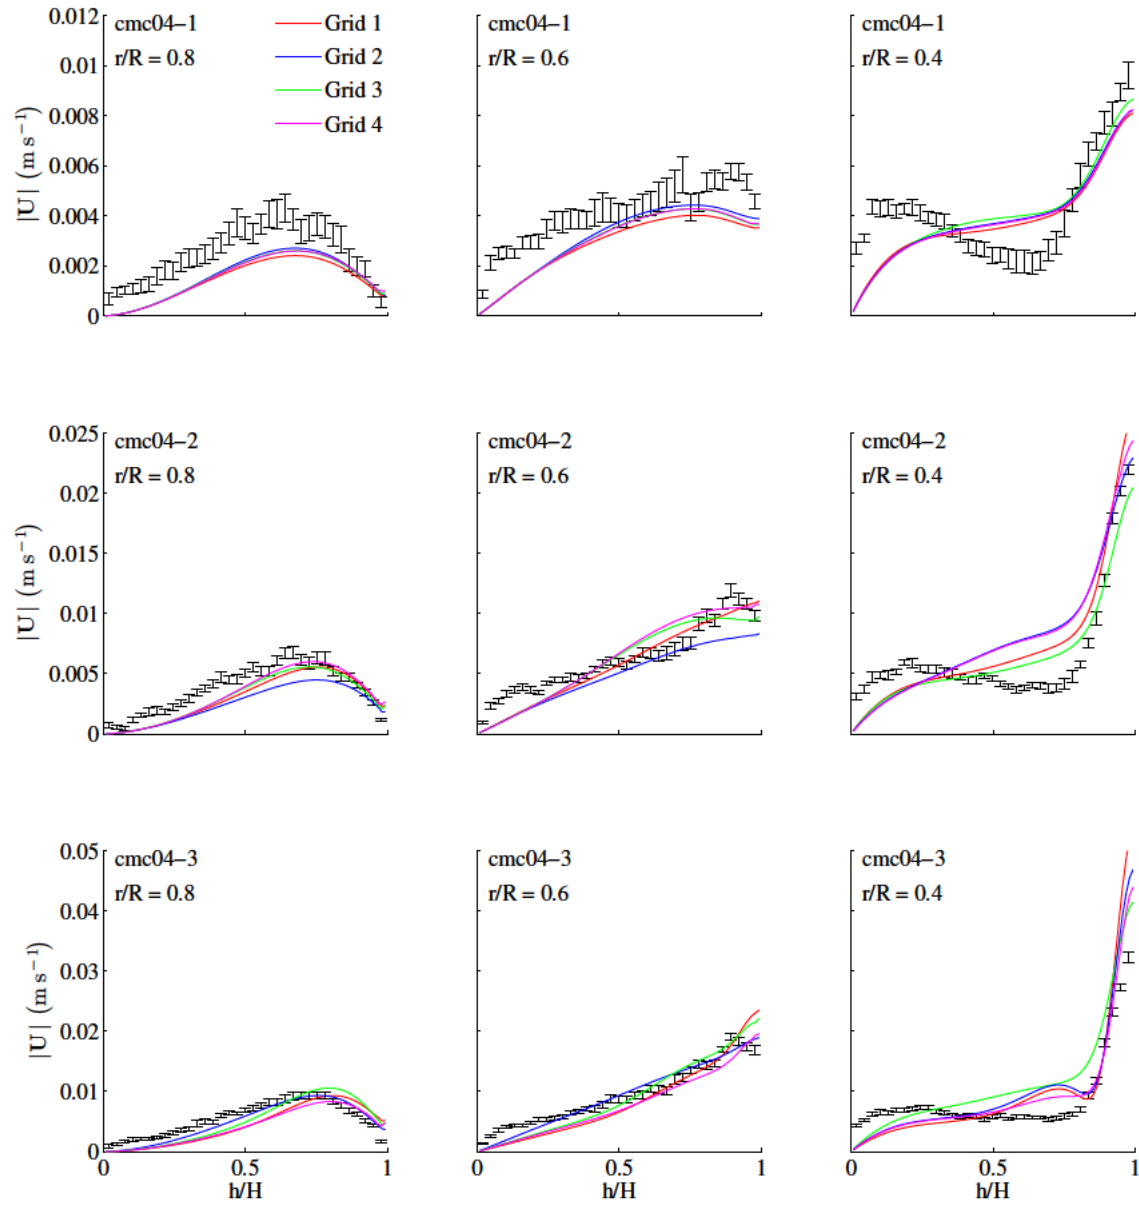 0.012
cmc04−1
r/R = 0.8
Grid 1
Grid 2
Grid 3
Grid 4
0.01
0.008
0.006
0.004
0.002
0
|U| (m s⁻¹)
cmc04−1
r/R = 0.6
cmc04−1
r/R = 0.4
0.025
cmc04−2
r/R = 0.8
0.02
0.015
0.01
0.005
0
|U| (m s⁻¹)
cmc04−2
r/R = 0.6
cmc04−2
r/R = 0.4
0.05
cmc04−3
r/R = 0.8
0.04
0.03
0.02
0.01
0
|U| (m s⁻¹)
0 0.5 1
h/H
cmc04−3
r/R = 0.6
0 0.5 1
h/H
cmc04−3
r/R = 0.4
0 0.5 1
h/H